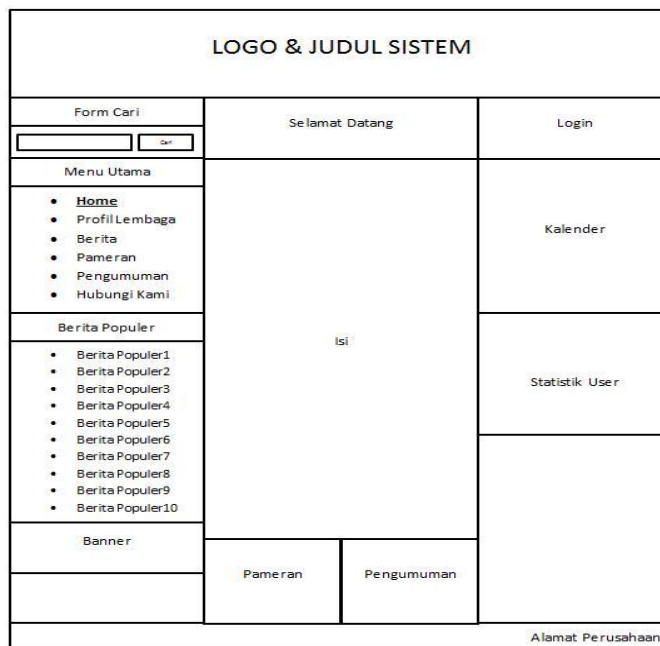 LOGO & JUDUL SISTEM
Form Cari
Cari
Menu Utama
Home
Profil Lembaga
Berita
Pameran
Pengumuman
Hubungi Kami
Berita Populer
Berita Populer1
Berita Populer2
Berita Populer3
Berita Populer4
Berita Populer5
Berita Populer6
Berita Populer7
Berita Populer8
Berita Populer9
Berita Populer10
Banner
Selamat Datang
Isi
Pameran
Pengumuman
Login
Kalender
Statistik User
Alamat Perusahaan